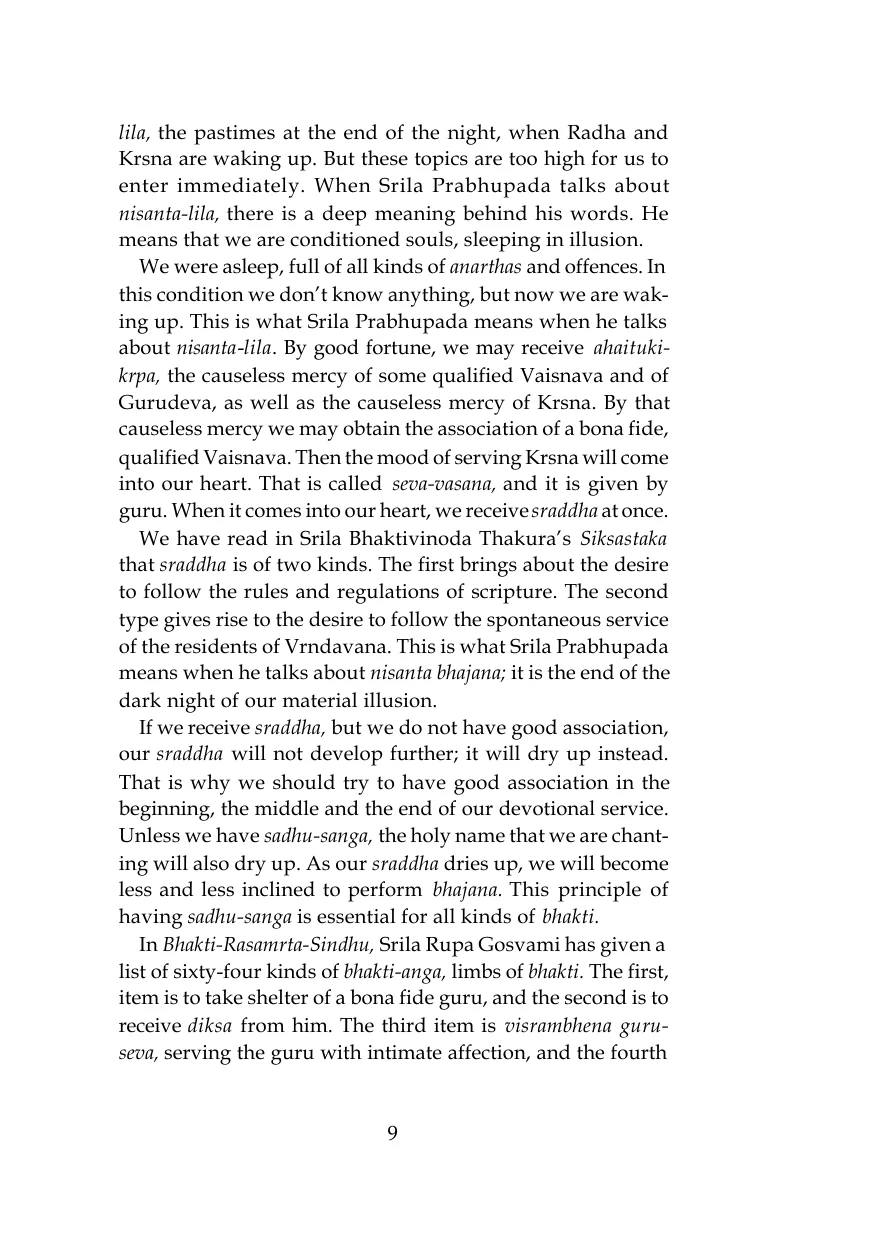 lila, the pastimes at the end of the night, when Radha and
Krsna are waking up. But these topics are too high for us to
enter immediately. When Srila Prabhupada talks about
nisanta-lila, there is a deep meaning behind his words. He
means that we are conditioned souls, sleeping in illusion.
We were asleep, full of all kinds of anarthas and offences. In
this condition we don’t know anything, but now we are wak-
ing up. This is what Srila Prabhupada means when he talks
about nisanta-lila. By good fortune, we may receive ahaituki-
krpa, the causeless mercy of some qualified Vaisnava and of
Gurudeva, as well as the causeless mercy of Krsna. By that
causeless mercy we may obtain the association of a bona fide,
qualified Vaisnava. Then the mood of serving Krsna will come
into our heart. That is called seva-vasana, and it is given by
guru. When it comes into our heart, we receive sraddha at once.
We have read in Srila Bhaktivinoda Thakura’s Siksastaka
that sraddha is of two kinds. The first brings about the desire
to follow the rules and regulations of scripture. The second
type gives rise to the desire to follow the spontaneous service
of the residents of Vrndavana. This is what Srila Prabhupada
means when he talks about nisanta bhajana; it is the end of the
dark night of our material illusion.
If we receive sraddha, but we do not have good association,
our sraddha will not develop further; it will dry up instead.
That is why we should try to have good association in the
beginning, the middle and the end of our devotional service.
Unless we have sadhu-sanga, the holy name that we are chant-
ing will also dry up. As our sraddha dries up, we will become
less and less inclined to perform bhajana. This principle of
having sadhu-sanga is essential for all kinds of bhakti.
In Bhakti-Rasamrta-Sindhu, Srila Rupa Gosvami has given a
list of sixty-four kinds of bhakti-anga, limbs of bhakti. The first,
item is to take shelter of a bona fide guru, and the second is to
receive diksa from him. The third item is visrambhena guru-
seva, serving the guru with intimate affection, and the fourth
9